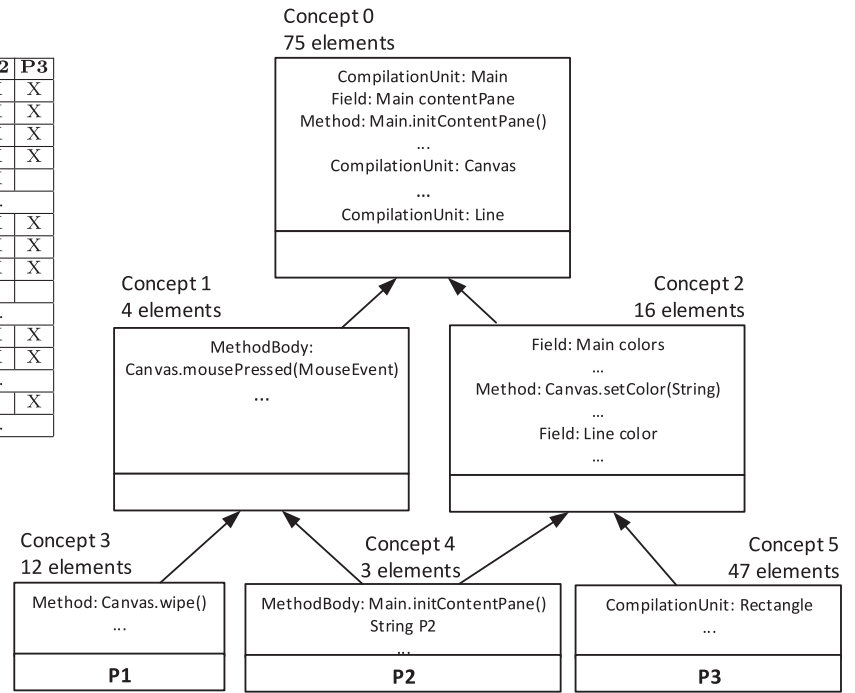 2 P3
X
X
X
X
.
X
X
X
.
X
X
.
X
.
Concept 0
75 elements
CompilationUnit: Main
Field: Main contentPane
Method: Main.initContentPane()
...
CompilationUnit: Canvas
...
CompilationUnit: Line
Concept 1
4 elements
MethodBody:
Canvas.mousePressed(MouseEvent)
...
Concept 2
16 elements
Field: Main colors
...
Method: Canvas.setColor(String)
...
Field: Line color
...
Concept 3
12 elements
Method: Canvas.wipe()
...
P1
Concept 4
3 elements
MethodBody: Main.initContentPane()
String P2
...
P2
Concept 5
47 elements
CompilationUnit: Rectangle
...
P3